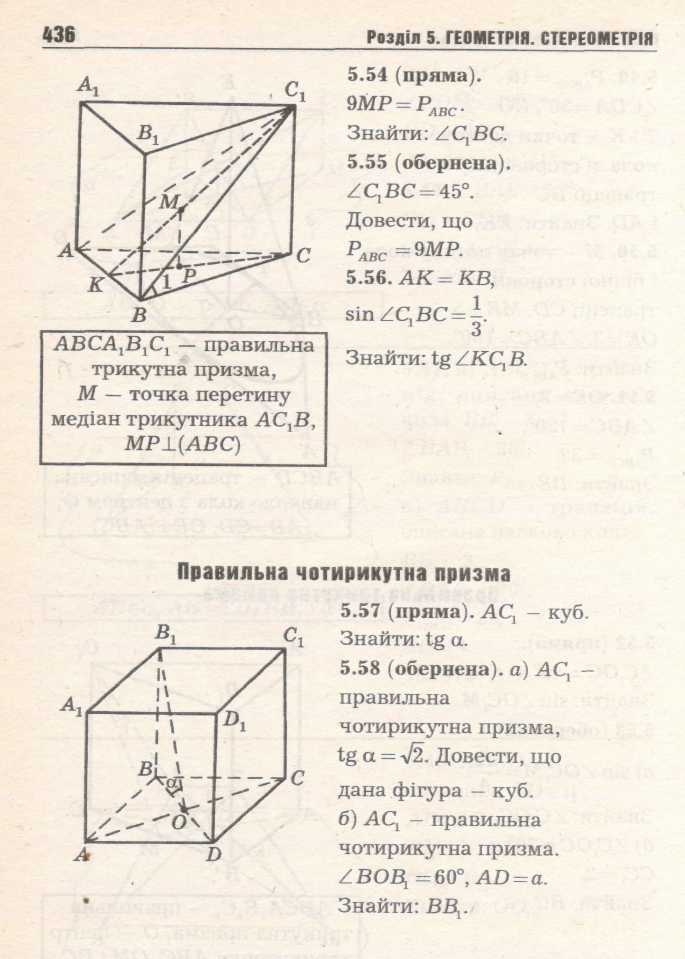 436
Розділ 5. ГЕОМЕТРІЯ. СТЕРЕОМЕТРІЯ
A₁
C₁
B₁
M
A
C
K
1
P
B
ABCA₁B₁C₁ — правильна
трикутна призма,
M — точка перетину
медіан трикутника AC₁B,
MP⊥(ABC)
5.54 (пряма).
9MP = P_ABC.
Знайти: ∠C₁BC.
5.55 (обернена).
∠C₁BC = 45°.
Довести, що
P_ABC = 9MP.
5.56. AK = KB,
sin ∠C₁BC = 1/3.
Знайти: tg ∠KC₁B.
Правильна чотирикутна призма
B₁
C₁
A₁
D₁
B
α
C
O
A
D
5.57 (пряма). AC₁ – куб.
Знайти: tg α.
5.58 (обернена). а) AC₁ –
правильна
чотирикутна призма,
tg α = √2. Довести, що
дана фігура — куб.
б) AC₁ – правильна
чотирикутна призма.
∠BOB₁ = 60°, AD = a.
Знайти: BB₁.